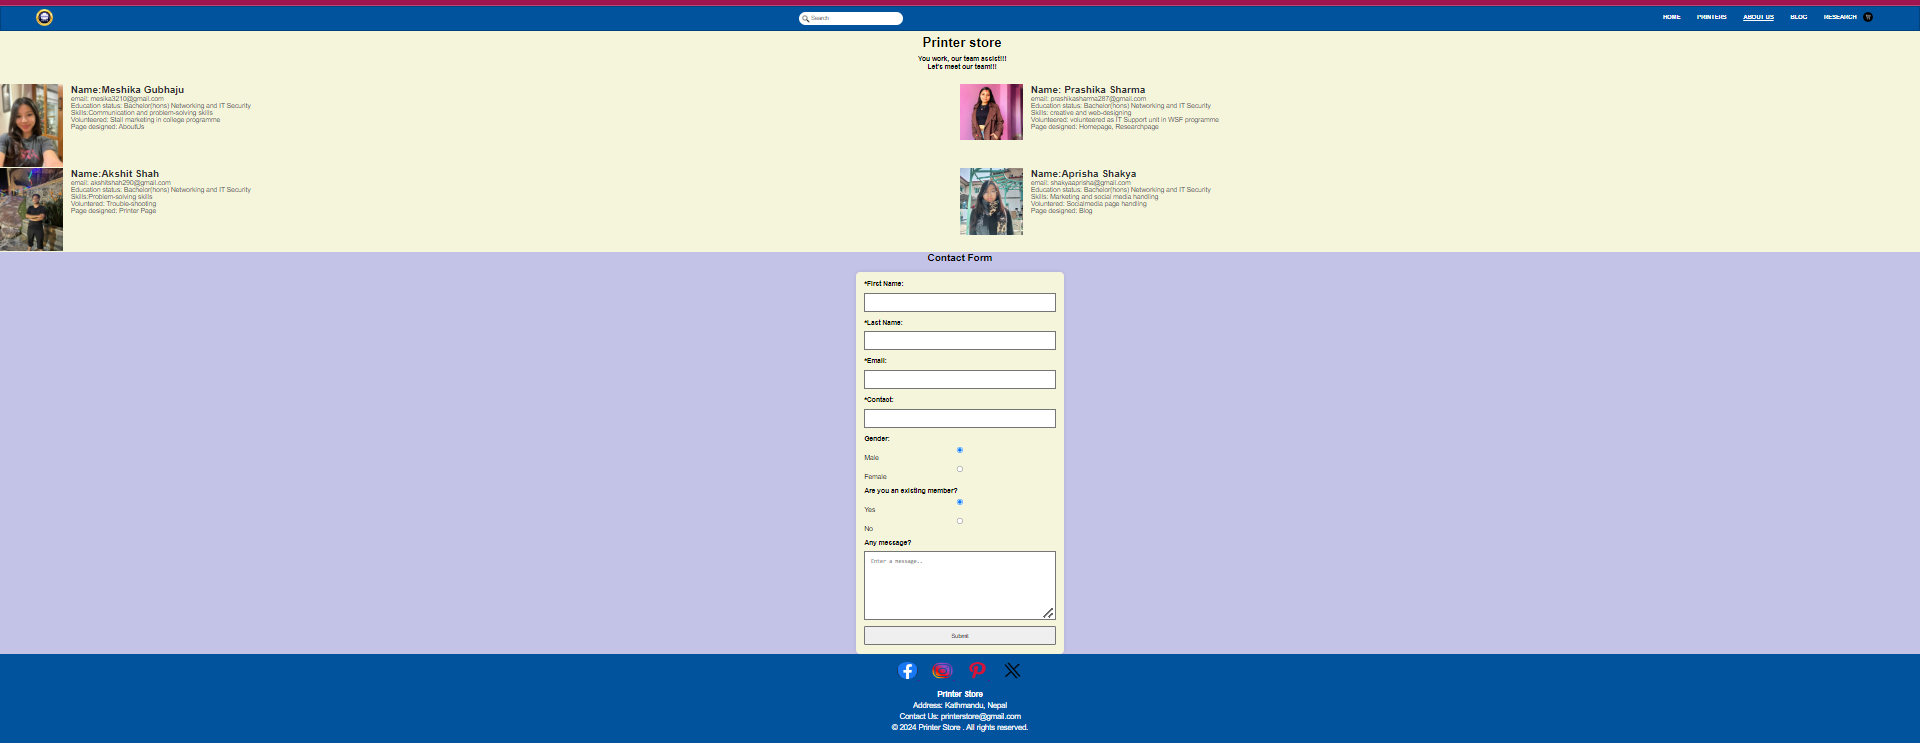 Search
HOME PRINTERS ABOUT US BLOG RESEARCH
Printer store
You work, our team assist!!!
Let's meet our team!!!
Name:Meshika Gubhaju
email: mesika3210@gmail.com
Education status: Bachelor(hons) Networking and IT Security
Skills:Communication and problem-solving skills
Volunteered: Stall marketing in college programme
Page designed: AboutUs
Name: Prashika Sharma
email: prashikasharma287@gmail.com
Education status: Bachelor(hons) Networking and IT Security
Skills: creative and web-designing
Volunteered: volunteered as IT Support unit in WSF programme
Page designed: Homepage, Researchpage
Name:Akshit Shah
email: akshitshah290@gmail.com
Education status: Bachelor(hons) Networking and IT Security
Skills:Problem-solving skills
Voluntered: Trouble-shooting
Page designed: Printer Page
Name:Aprisha Shakya
email: shakyaaprisha@gmail.com
Education status: Bachelor(hons) Networking and IT Security
Skills: Marketing and social media handling
Voluntered: Socialmedia page handling
Page designed: Blog
Contact Form
*First Name:
*Last Name:
*Email:
*Contact:
Gender:
Male
Female
Are you an existing member?
Yes
No
Any message?
Enter a message..
Submit
Printer Store
Address: Kathmandu, Nepal
Contact Us: printerstore@gmail.com
© 2024 Printer Store . All rights reserved.